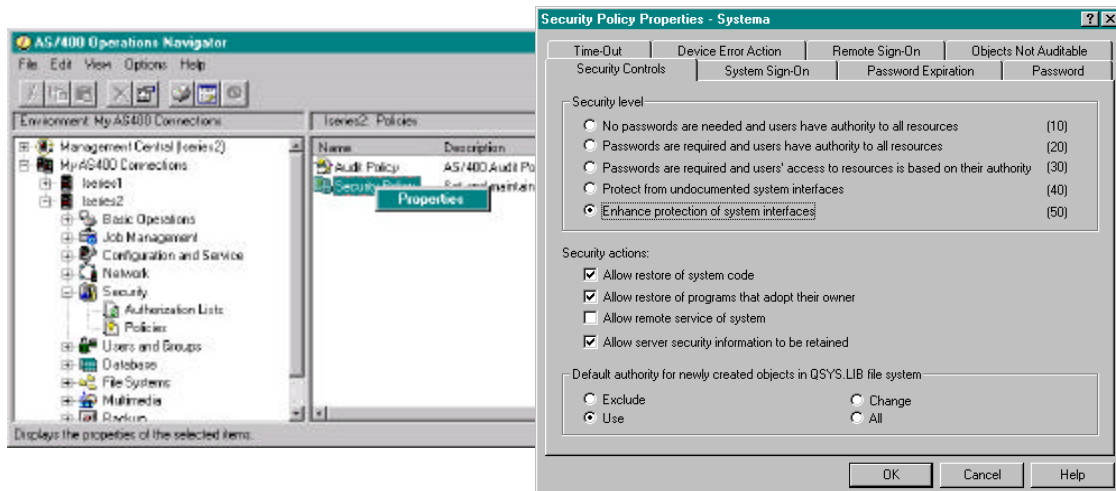 AS/400 Operations Navigator
File Edit View Options Help
Environment: My AS400 Connections
Iseries2: Policies
Management Central (Iseries2)
My AS400 Connections
Iseries1
Iseries2
Basic Operations
Job Management
Configuration and Service
Network
Security
Authorization Lists
Policies
Users and Groups
Database
File Systems
Multimedia
Backup
Name Description
Audit Policy AS/400 Audit Po
Security Policy Set and maintain
Properties
Displays the properties of the selected items.
Security Policy Properties - Systema
Time-Out Device Error Action Remote Sign-On Objects Not Auditable
Security Controls System Sign-On Password Expiration Password
Security level
No passwords are needed and users have authority to all resources (10)
Passwords are required and users have authority to all resources (20)
Passwords are required and users' access to resources is based on their authority (30)
Protect from undocumented system interfaces (40)
Enhance protection of system interfaces (50)
Security actions:
Allow restore of system code
Allow restore of programs that adopt their owner
Allow remote service of system
Allow server security information to be retained
Default authority for newly created objects in QSYS.LIB file system
Exclude Change
Use All
OK Cancel Help